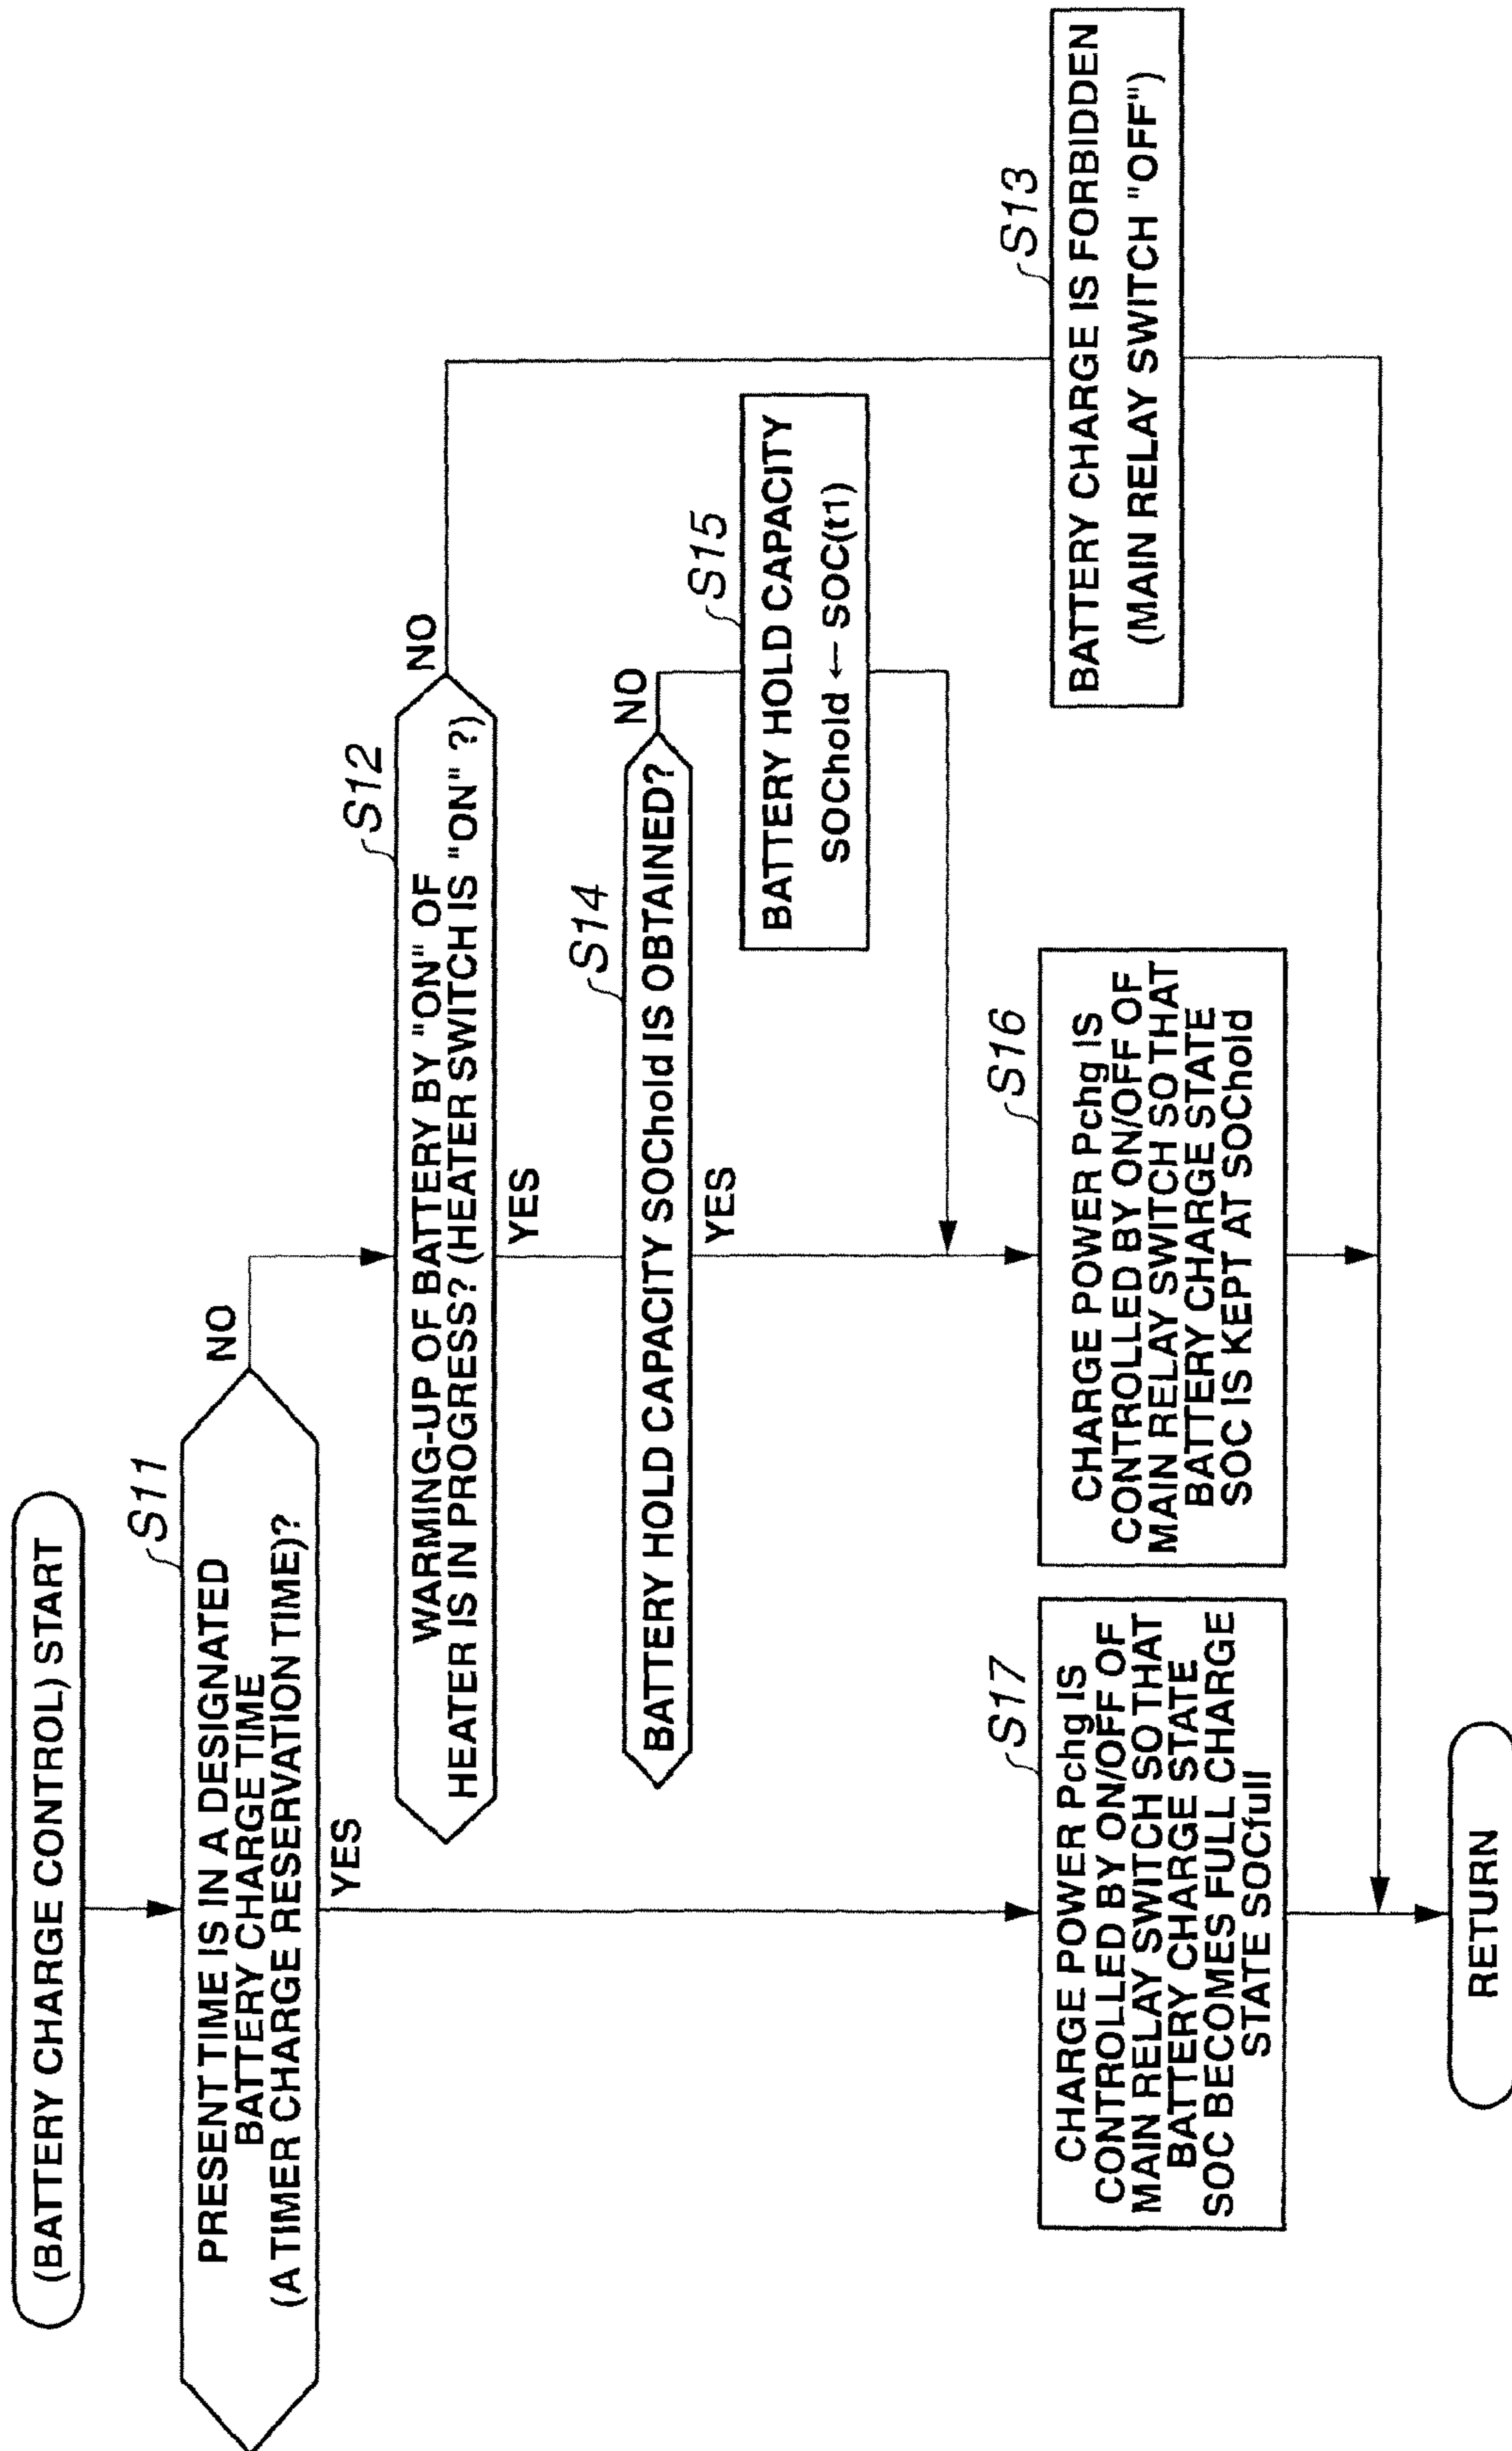 (BATTERY CHARGE CONTROL) START
S11
PRESENT TIME IS IN A DESIGNATED
BATTERY CHARGE TIME
(A TIMER CHARGE RESERVATION TIME)?
NO
YES
S12
WARMING-UP OF BATTERY BY "ON" OF
HEATER IS IN PROGRESS? (HEATER SWITCH IS "ON" ?)
NO
YES
S14
BATTERY HOLD CAPACITY SOChold IS OBTAINED?
NO
YES
S15
BATTERY HOLD CAPACITY
SOChold ← SOC(t1)
S17
CHARGE POWER Pchg IS
CONTROLLED BY ON/OFF OF
MAIN RELAY SWITCH SO THAT
BATTERY CHARGE STATE
SOC BECOMES FULL CHARGE
STATE SOCfull
S16
CHARGE POWER Pchg IS
CONTROLLED BY ON/OFF OF
MAIN RELAY SWITCH SO THAT
BATTERY CHARGE STATE
SOC IS KEPT AT SOChold
S13
BATTERY CHARGE IS FORBIDDEN
(MAIN RELAY SWITCH "OFF")
RETURN